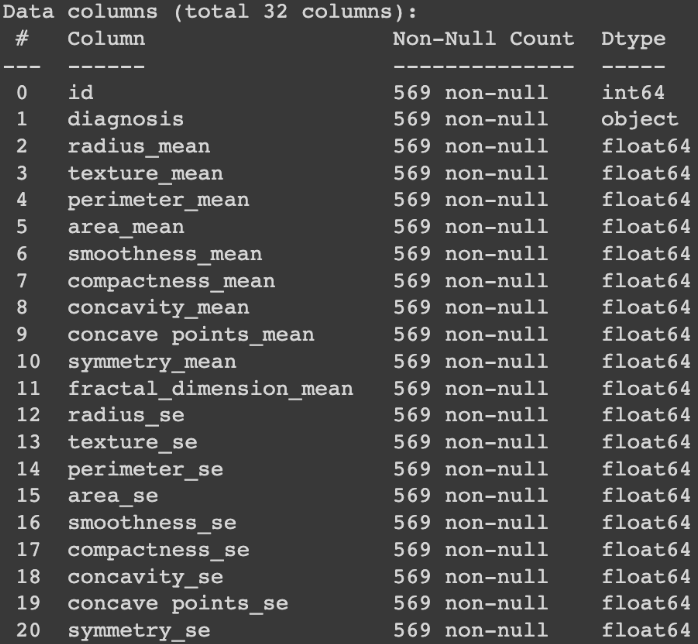 Data columns (total 32 columns):
 #   Column                   Non-Null Count  Dtype
---  ------                   --------------  -----
 0   id                       569 non-null    int64
 1   diagnosis                569 non-null    object
 2   radius_mean              569 non-null    float64
 3   texture_mean             569 non-null    float64
 4   perimeter_mean           569 non-null    float64
 5   area_mean                569 non-null    float64
 6   smoothness_mean          569 non-null    float64
 7   compactness_mean         569 non-null    float64
 8   concavity_mean           569 non-null    float64
 9   concave points_mean      569 non-null    float64
 10  symmetry_mean            569 non-null    float64
 11  fractal_dimension_mean   569 non-null    float64
 12  radius_se                569 non-null    float64
 13  texture_se               569 non-null    float64
 14  perimeter_se             569 non-null    float64
 15  area_se                  569 non-null    float64
 16  smoothness_se            569 non-null    float64
 17  compactness_se           569 non-null    float64
 18  concavity_se             569 non-null    float64
 19  concave points_se        569 non-null    float64
 20  symmetry_se              569 non-null    float64